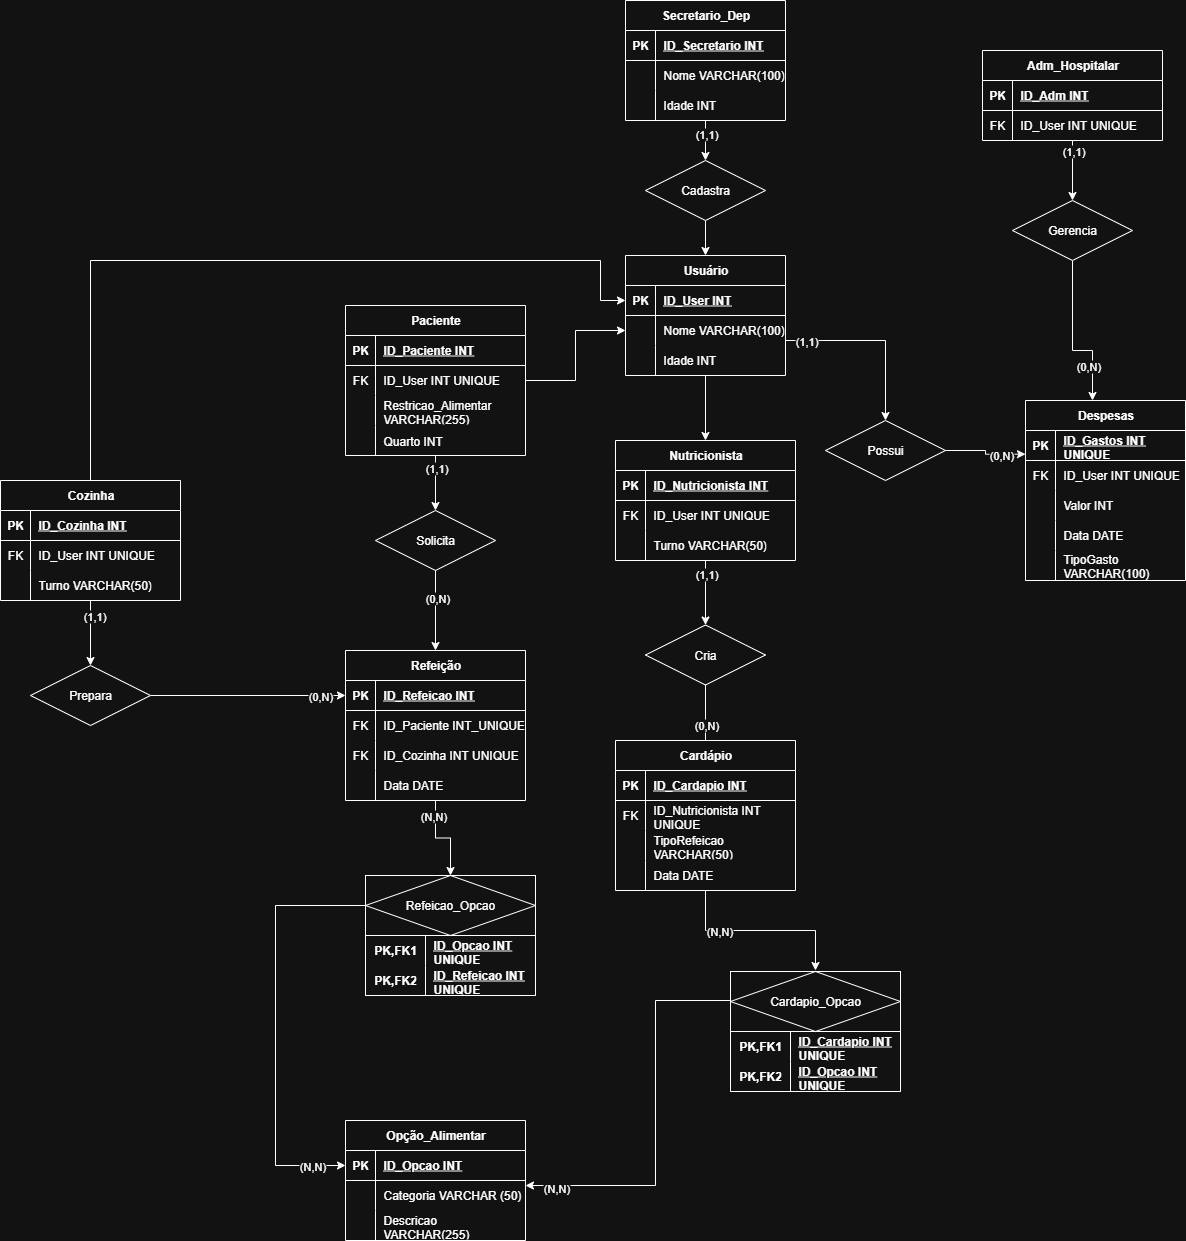 Secretario_Dep
PK ID_Secretario INT
Nome VARCHAR(100)
Idade INT
(1,1)
Cadastra
Adm_Hospitalar
PK ID_Adm INT
FK ID_User INT UNIQUE
(1,1)
Gerencia
(0,N)
Usuário
PK ID_User INT
Nome VARCHAR(100)
Idade INT
(1,1)
Possui
(0,N)
Paciente
PK ID_Paciente INT
FK ID_User INT UNIQUE
Restricao_Alimentar
VARCHAR(255)
Quarto INT
(1,1)
Solicita
(0,N)
Despesas
PK ID_Gastos INT
UNIQUE
FK ID_User INT UNIQUE
Valor INT
Data DATE
TipoGasto
VARCHAR(100)
Nutricionista
PK ID_Nutricionista INT
FK ID_User INT UNIQUE
Turno VARCHAR(50)
(1,1)
Cria
(0,N)
Cozinha
PK ID_Cozinha INT
FK ID_User INT UNIQUE
Turno VARCHAR(50)
(1,1)
Prepara
(0,N)
Refeição
PK ID_Refeicao INT
FK ID_Paciente INT_UNIQUE
FK ID_Cozinha INT UNIQUE
Data DATE
(N,N)
Cardápio
PK ID_Cardapio INT
FK ID_Nutricionista INT
UNIQUE
TipoRefeicao
VARCHAR(50)
Data DATE
(N,N)
Refeicao_Opcao
PK,FK1 ID_Opcao INT
UNIQUE
PK,FK2 ID_Refeicao INT
UNIQUE
Cardapio_Opcao
PK,FK1 ID_Cardapio INT
UNIQUE
PK,FK2 ID_Opcao INT
UNIQUE
Opção_Alimentar
PK ID_Opcao INT
(N,N)
Categoria VARCHAR (50)
(N,N)
Descricao
VARCHAR(255)